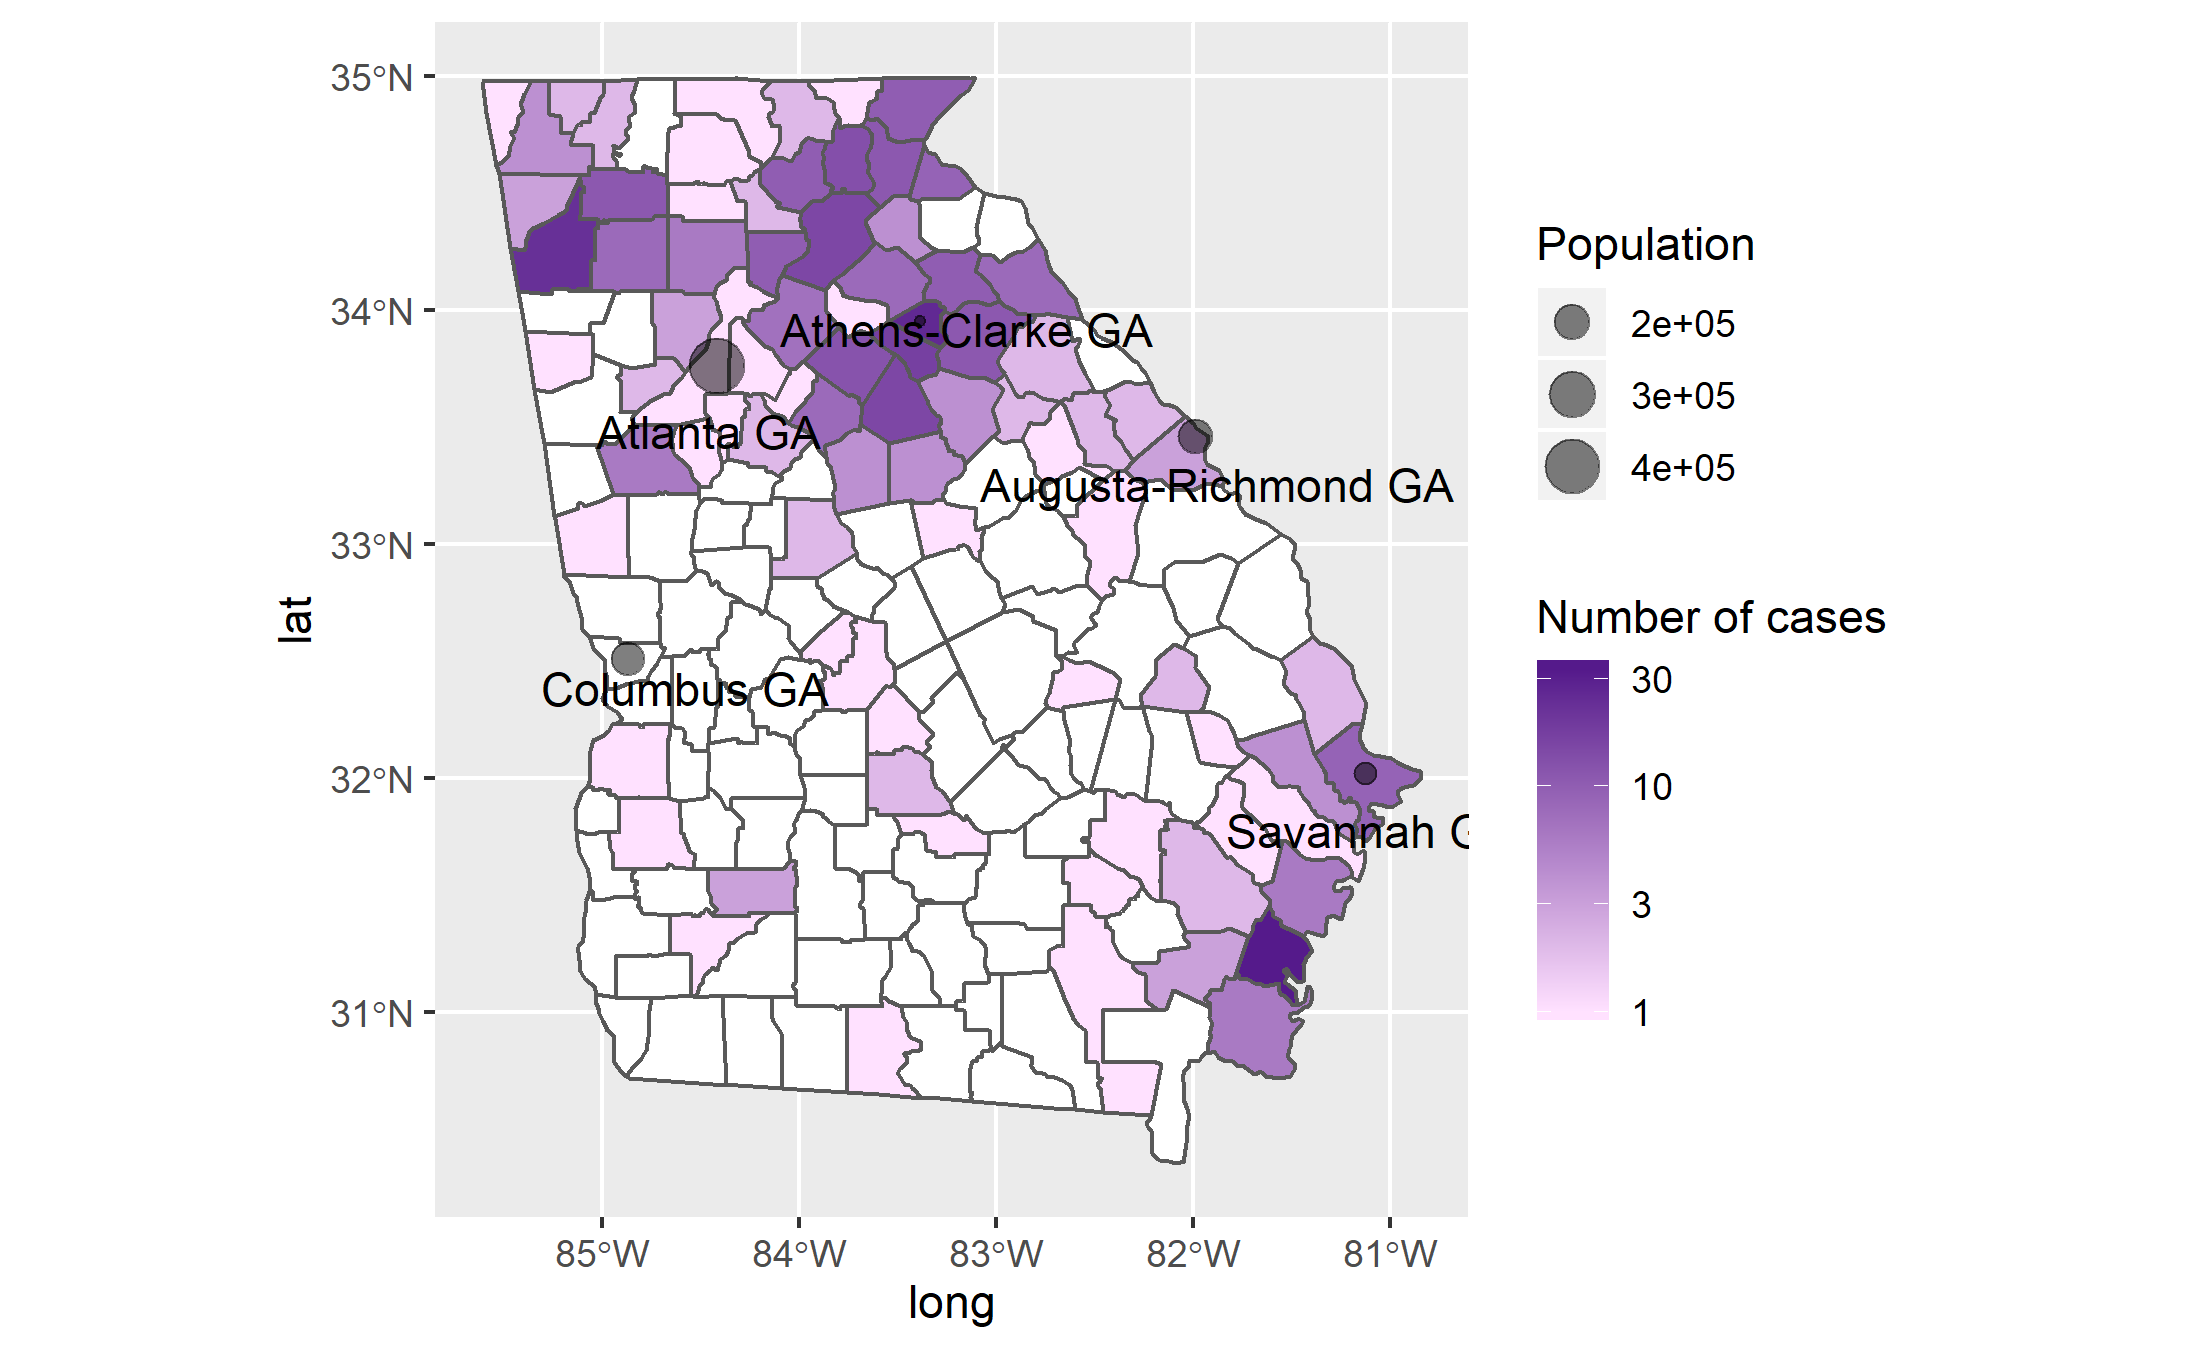 35°N
34°N
33°N
32°N
31°N
lat
Athens-Clarke GA
Atlanta GA
Augusta-Richmond GA
Columbus GA
Savannah G
85°W
84°W
83°W
82°W
81°W
long
Population
2e+05
3e+05
4e+05
Number of cases
30
10
3
1